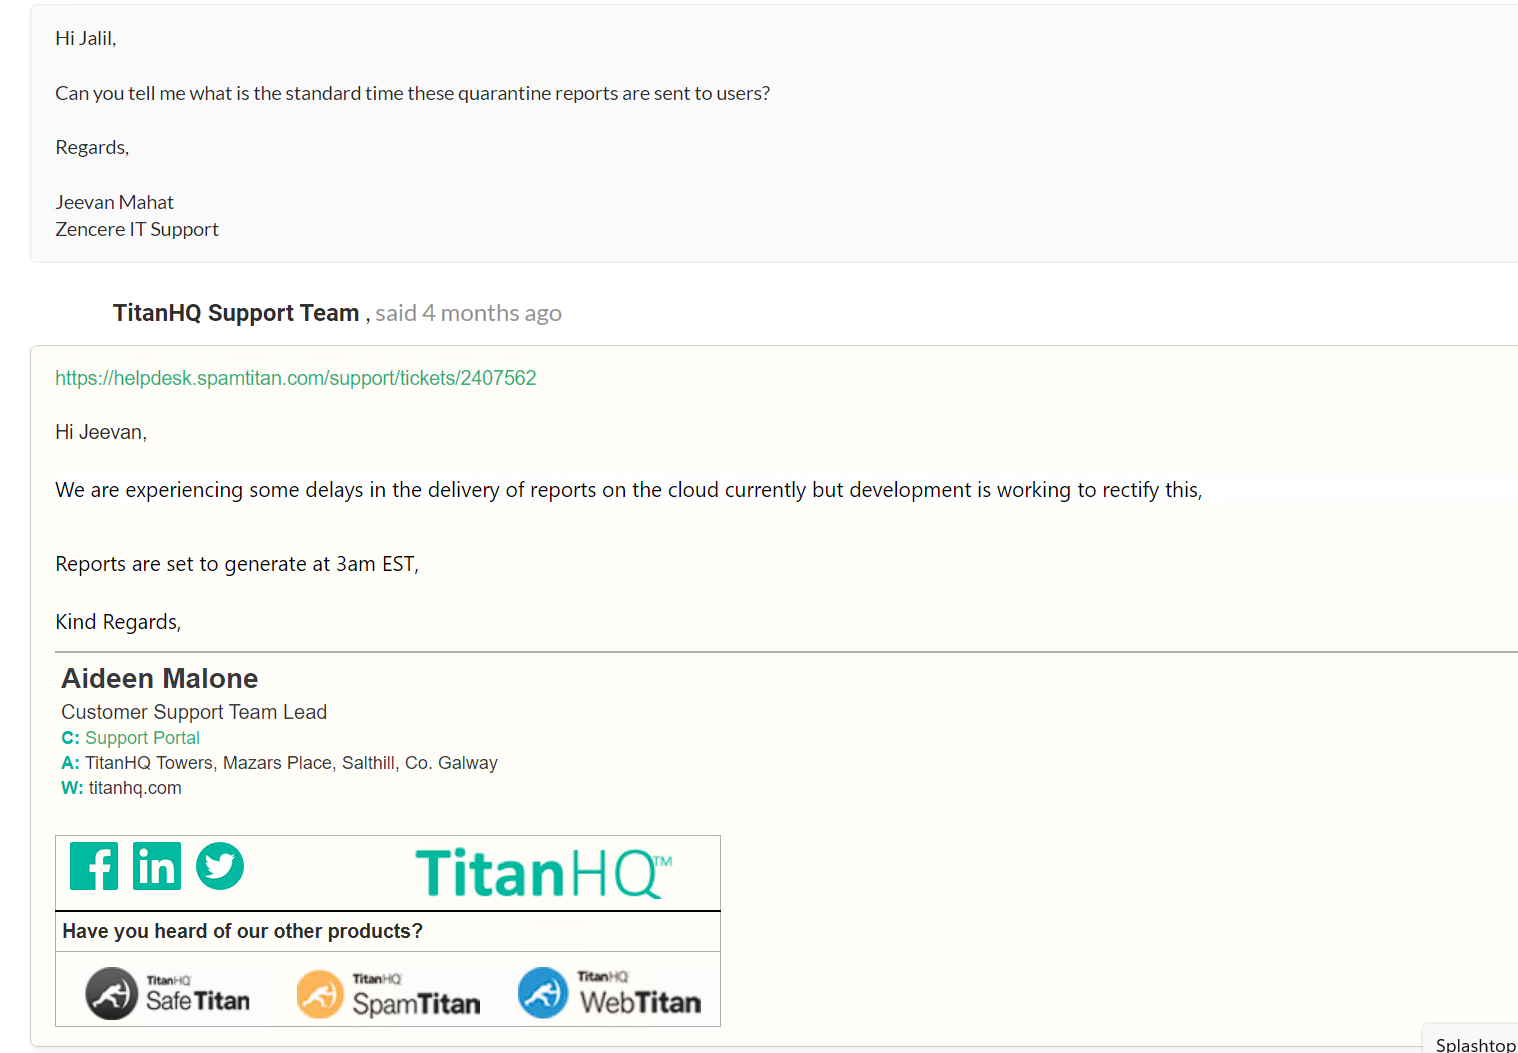 Hi Jalil,
Can you tell me what is the standard time these quarantine reports are sent to users?
Regards,
Jeevan Mahat
Zencere IT Support
TitanHQ Support Team , said 4 months ago
https://helpdesk.spamtitan.com/support/tickets/2407562
Hi Jeevan,
We are experiencing some delays in the delivery of reports on the cloud currently but development is working to rectify this,
Reports are set to generate at 3am EST,
Kind Regards,
Aideen Malone
Customer Support Team Lead
C: Support Portal
A: TitanHQ Towers, Mazars Place, Salthill, Co. Galway
W: titanhq.com
TitanHQ™
Have you heard of our other products?
TitanHQ
SafeTitan
TitanHQ
SpamTitan
TitanHQ
WebTitan
Splashtop